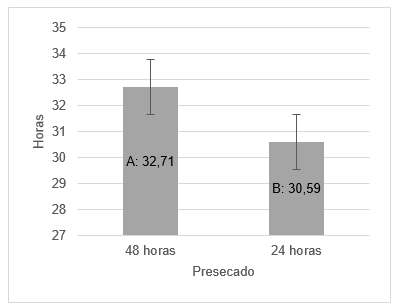 35
34
33
32
31
30
29
28
27
Horas
A: 32,71
B: 30,59
48 horas
24 horas
Presecado